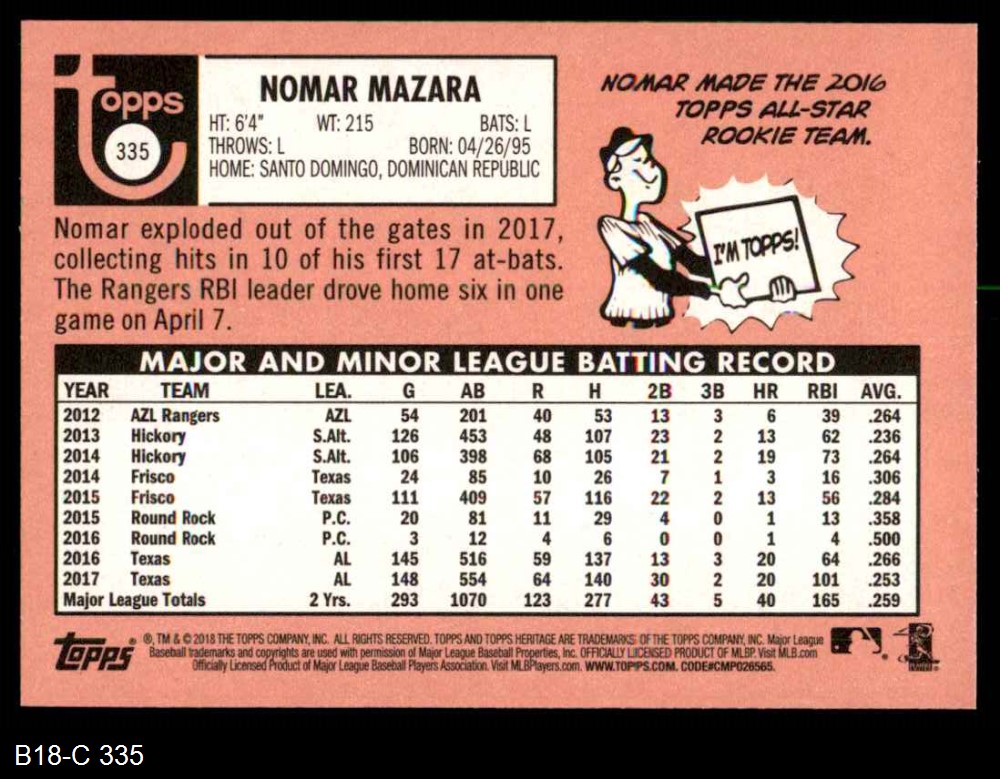 Topps
335
NOMAR MAZARA
HT: 6'4" WT: 215 BATS: L
THROWS: L BORN: 04/26/95
HOME: SANTO DOMINGO, DOMINICAN REPUBLIC
NOMAR MADE THE 2016
TOPPS ALL-STAR
ROOKIE TEAM.
I'M TOPPS!
Nomar exploded out of the gates in 2017,
collecting hits in 10 of his first 17 at-bats.
The Rangers RBI leader drove home six in one
game on April 7.
MAJOR AND MINOR LEAGUE BATTING RECORD
YEAR TEAM LEA. G AB R H 2B 3B HR RBI AVG.
2012 AZL Rangers AZL 54 201 40 53 13 3 6 39 .264
2013 Hickory S.Atl. 126 453 48 107 23 2 13 62 .236
2014 Hickory S.Atl. 106 398 68 105 21 2 19 73 .264
2014 Frisco Texas 24 85 10 26 7 1 3 16 .306
2015 Frisco Texas 111 409 57 116 22 2 13 56 .284
2015 Round Rock P.C. 20 81 11 29 4 0 1 13 .358
2016 Round Rock P.C. 3 12 4 6 0 0 1 4 .500
2016 Texas AL 145 516 59 137 13 3 20 64 .266
2017 Texas AL 148 554 64 140 30 2 20 101 .253
Major League Totals 2 Yrs. 293 1070 123 277 43 5 40 165 .259
Topps ® ®, TM & © 2018 THE TOPPS COMPANY, INC. ALL RIGHTS RESERVED. TOPPS AND TOPPS HERITAGE ARE TRADEMARKS OF THE TOPPS COMPANY, INC. Major League
Baseball trademarks and copyrights are used with permission of Major League Baseball Properties, Inc. OFFICIALLY LICENSED PRODUCT OF MLBP. Visit MLB.com
Officially Licensed Product of Major League Baseball Players Association. Visit MLBPlayers.com. WWW.TOPPS.COM. CODE#CMP026565.
B18-C 335